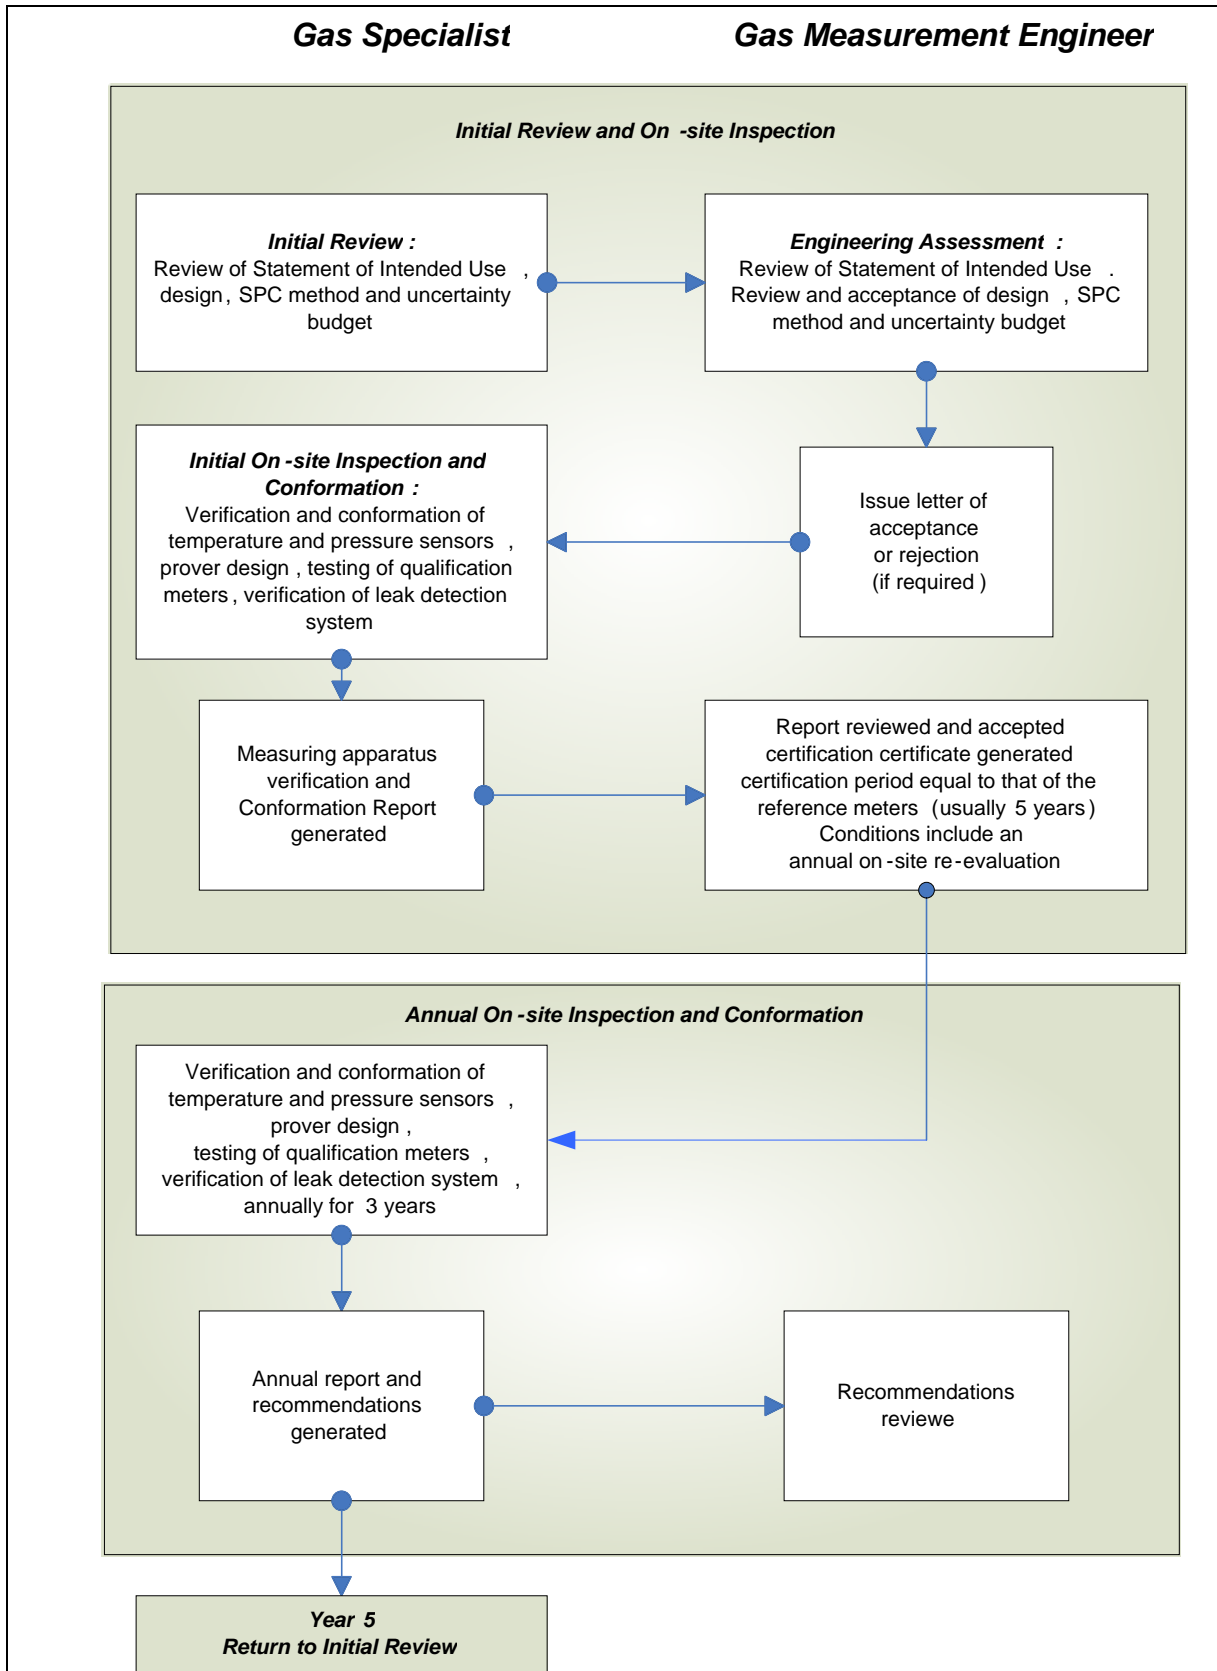 Gas Specialist
Gas Measurement Engineer
Initial Review and On -site Inspection
Initial Review :
Review of Statement of Intended Use ,
design , SPC method and uncertainty
budget
Engineering Assessment :
Review of Statement of Intended Use .
Review and acceptance of design , SPC
method and uncertainty budget
Issue letter of
acceptance
or rejection
(if required )
Initial On -site Inspection and
Conformation :
Verification and conformation of
temperature and pressure sensors ,
prover design , testing of qualification
meters , verification of leak detection
system
Measuring apparatus
verification and
Conformation Report
generated
Report reviewed and accepted
certification certificate generated
certification period equal to that of the
reference meters (usually 5 years)
Conditions include an
annual on -site re -evaluation
Annual On -site Inspection and Conformation
Verification and conformation of
temperature and pressure sensors ,
prover design ,
testing of qualification meters ,
verification of leak detection system ,
annually for 3 years
Annual report and
recommendations
generated
Recommendations
reviewe
Year 5
Return to Initial Review